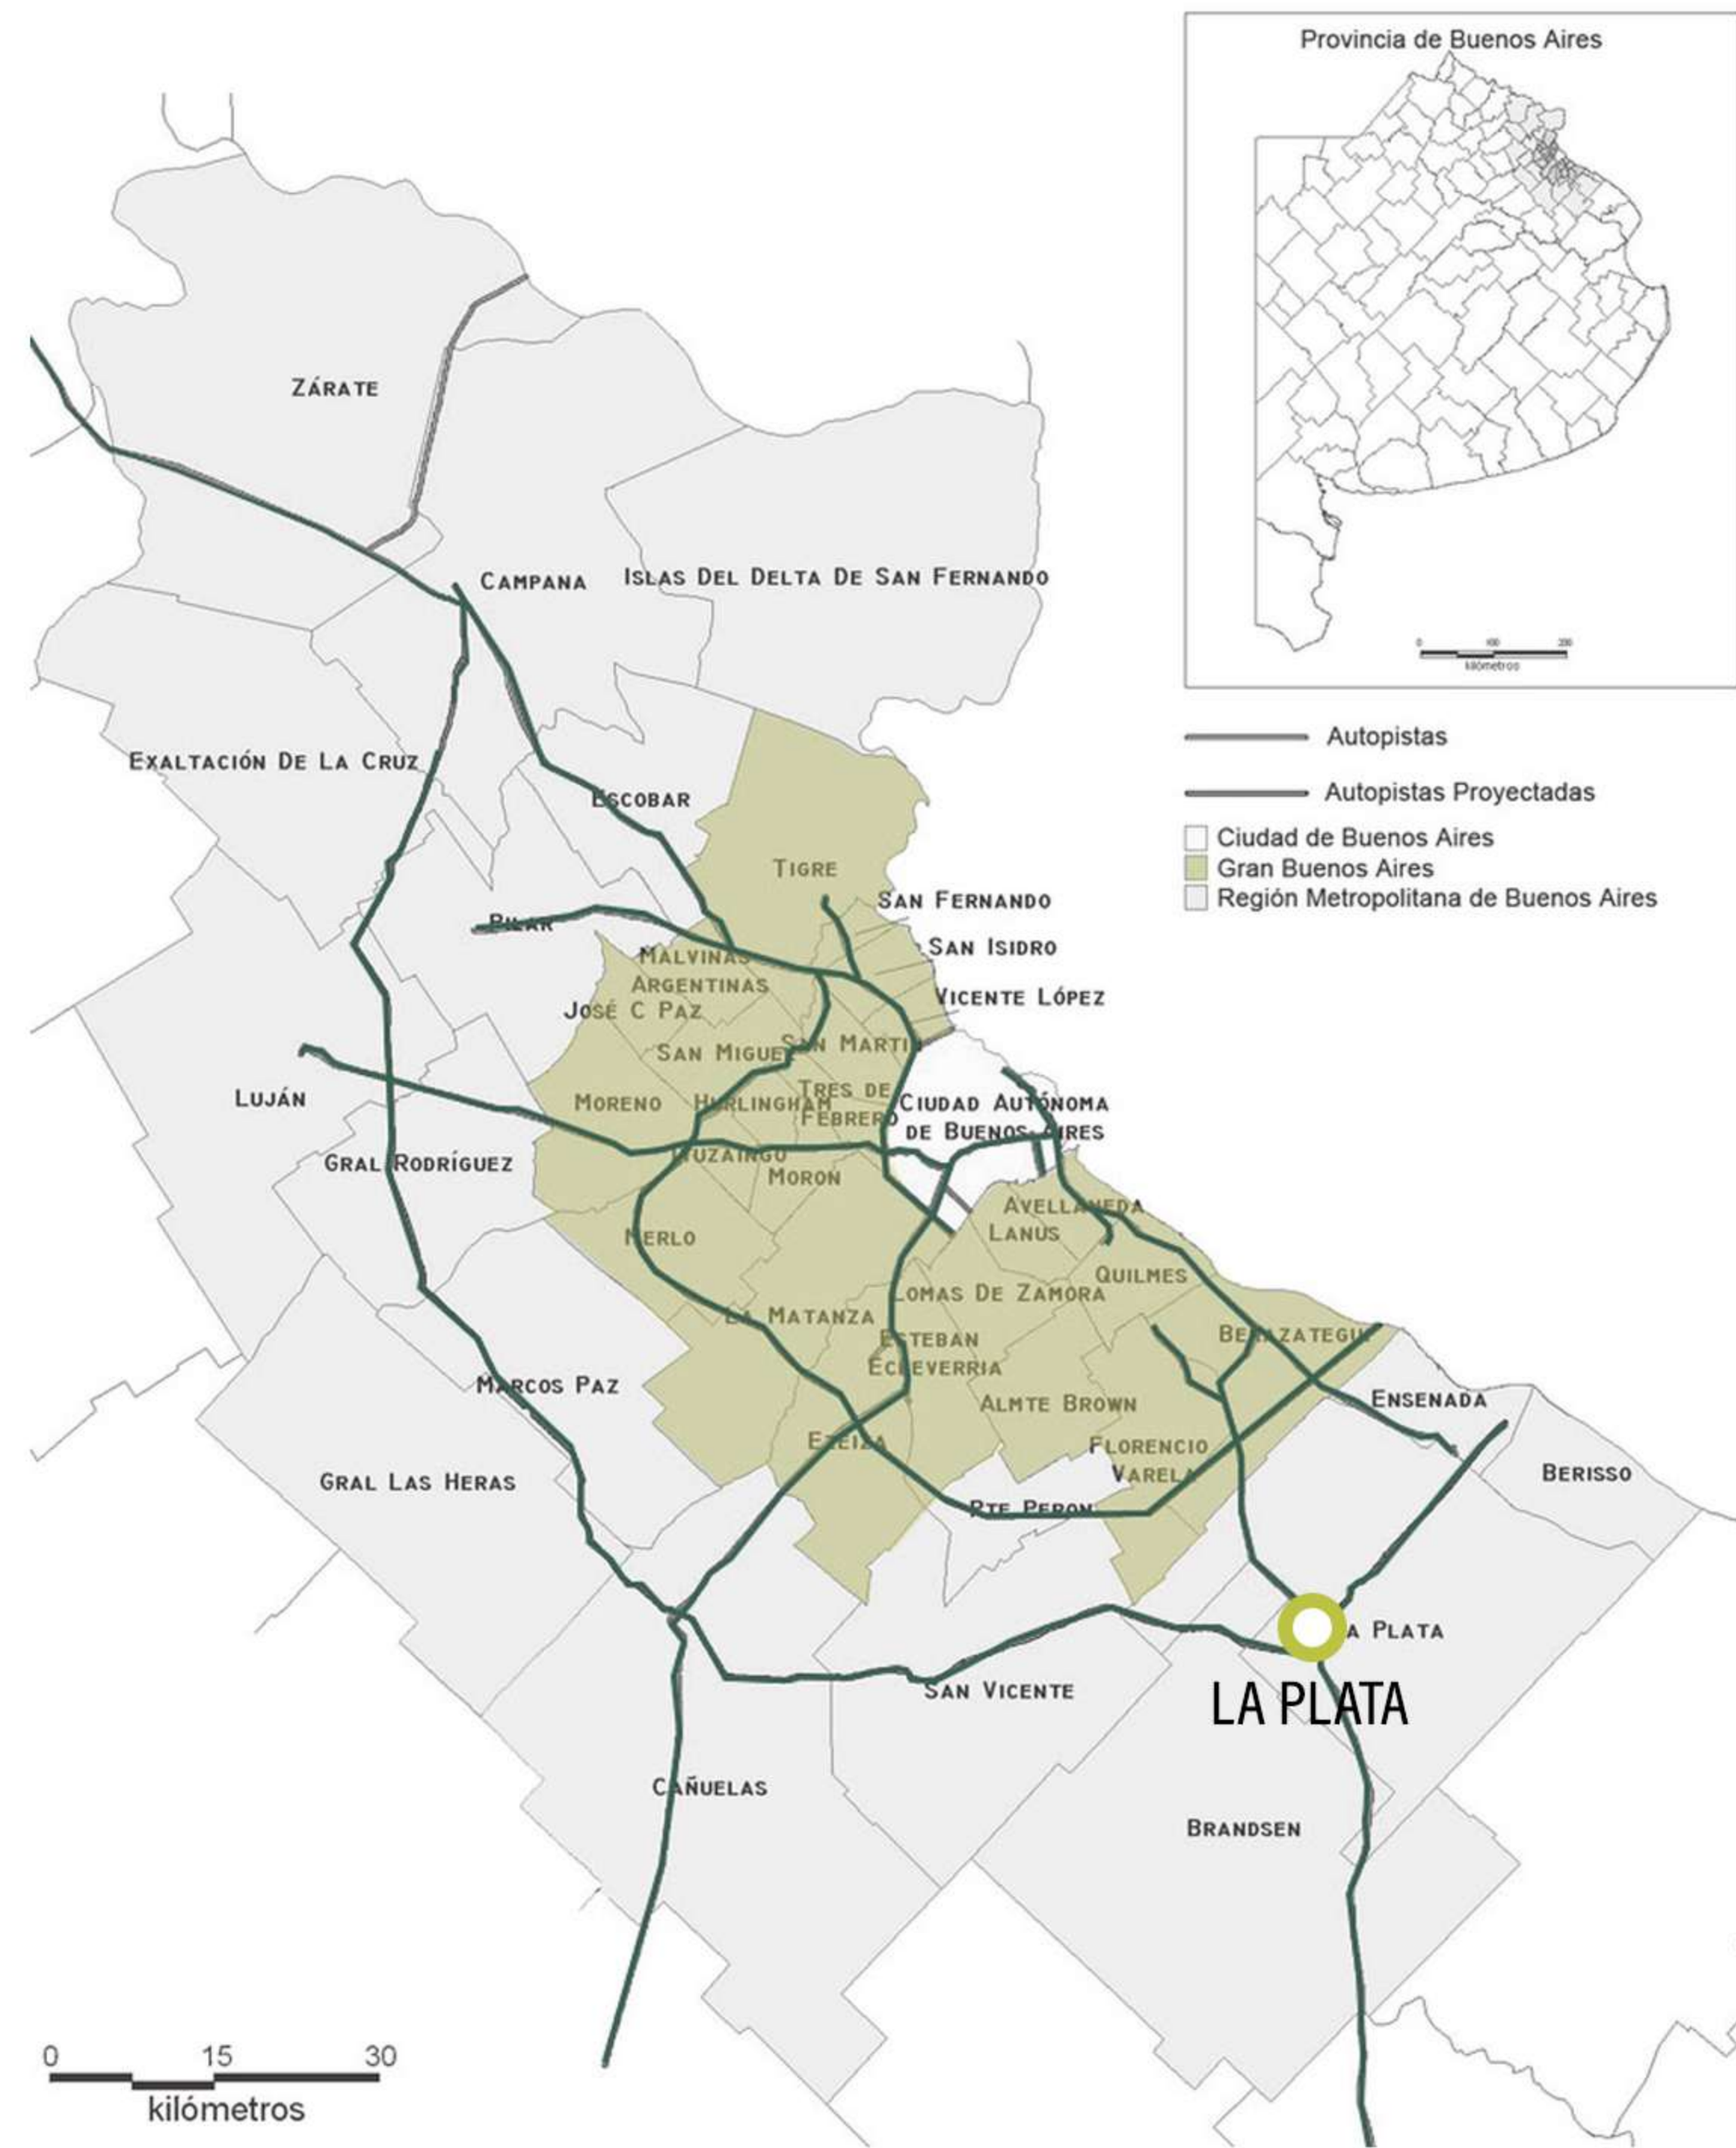 Provincia de Buenos Aires
0 100 200
kilómetros
Autopistas
Autopistas Proyectadas
Ciudad de Buenos Aires
Gran Buenos Aires
Región Metropolitana de Buenos Aires
ZÁRATE
CAMPANA
ISLAS DEL DELTA DE SAN FERNANDO
EXALTACIÓN DE LA CRUZ
ESCOBAR
TIGRE
SAN FERNANDO
PILAR
SAN ISIDRO
MALVINAS
ARGENTINAS
VICENTE LÓPEZ
JOSÉ C PAZ
SAN MARTIN
SAN MIGUEL
LUJÁN
MORENO
HURLINGHAM
TRES DE
FEBRERO
CIUDAD AUTÓNOMA
DE BUENOS AIRES
GRAL RODRÍGUEZ
ITUZAINGO
MORON
AVELLANEDA
LANUS
MERLO
QUILMES
LOMAS DE ZAMORA
LA MATANZA
ESTEBAN
ECHEVERRIA
BERAZATEGUI
MARCOS PAZ
ENSENADA
ALMTE BROWN
EZEIZA
FLORENCIO
VARELA
BERISSO
GRAL LAS HERAS
PTE PERON
A PLATA
LA PLATA
SAN VICENTE
CAÑUELAS
BRANDSEN
0 15 30
kilómetros